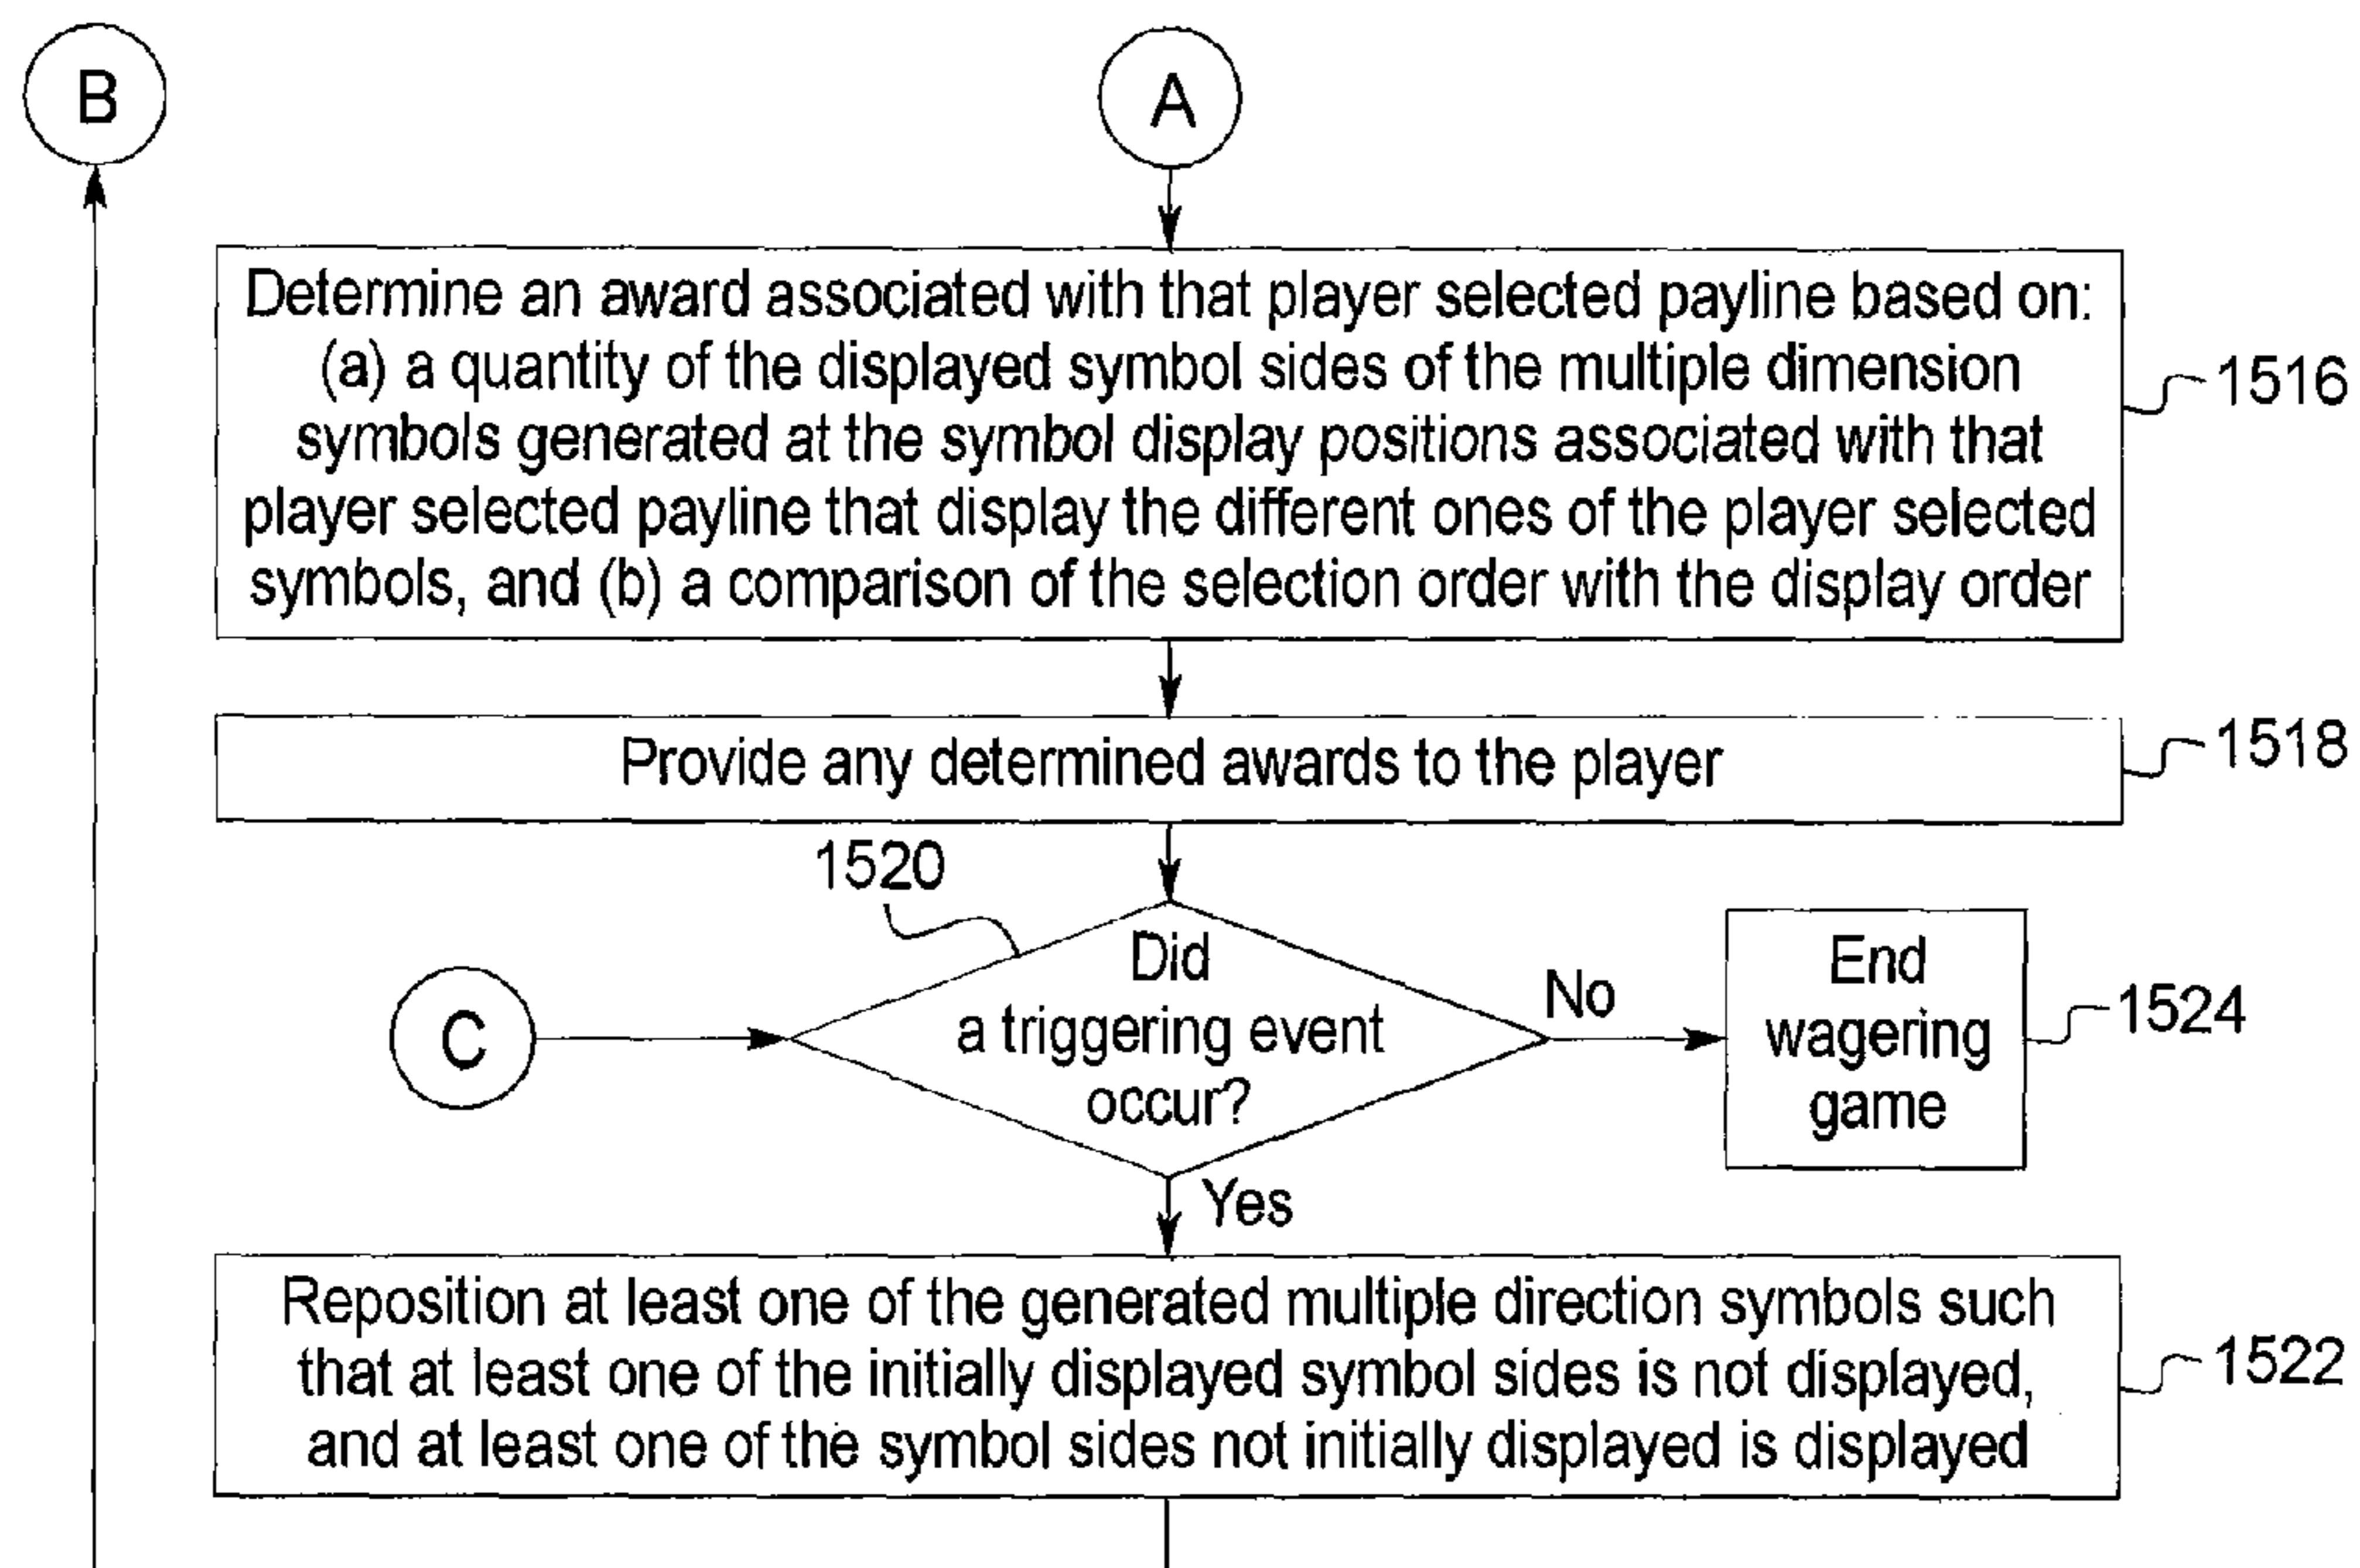 B
A
Determine an award associated with that player selected payline based on:
(a) a quantity of the displayed symbol sides of the multiple dimension
symbols generated at the symbol display positions associated with that
player selected payline that display the different ones of the player selected
symbols, and (b) a comparison of the selection order with the display order
1516
Provide any determined awards to the player
1518
1520
Did
a triggering event
occur?
C
No
End
wagering
game
1524
Yes
Reposition at least one of the generated multiple direction symbols such
that at least one of the initially displayed symbol sides is not displayed,
and at least one of the symbol sides not initially displayed is displayed
1522